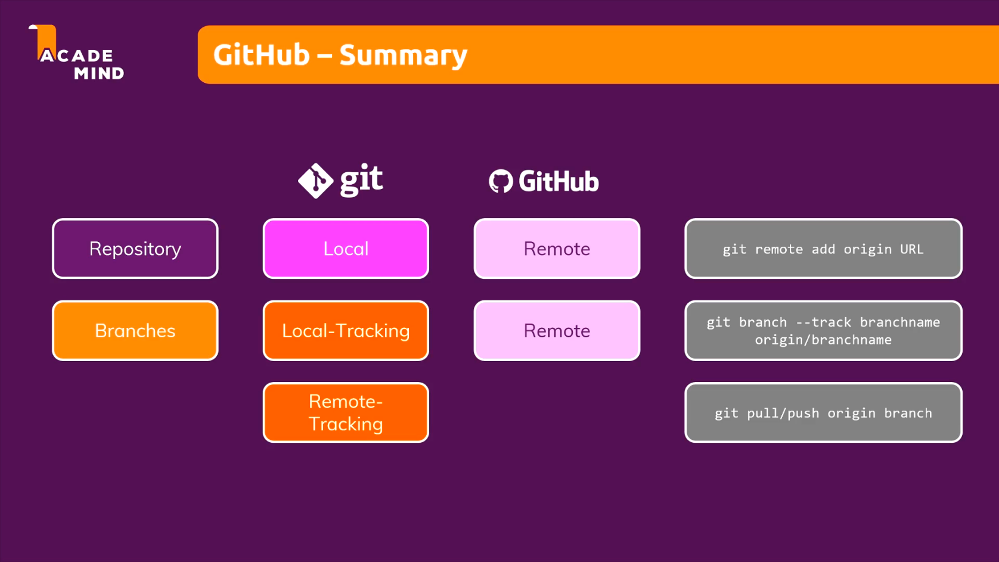 ACADE
MIND
GitHub – Summary
git
GitHub
Repository
Local
Remote
git remote add origin URL
Branches
Local-Tracking
Remote
git branch --track branchname
origin/branchname
Remote-
Tracking
git pull/push origin branch